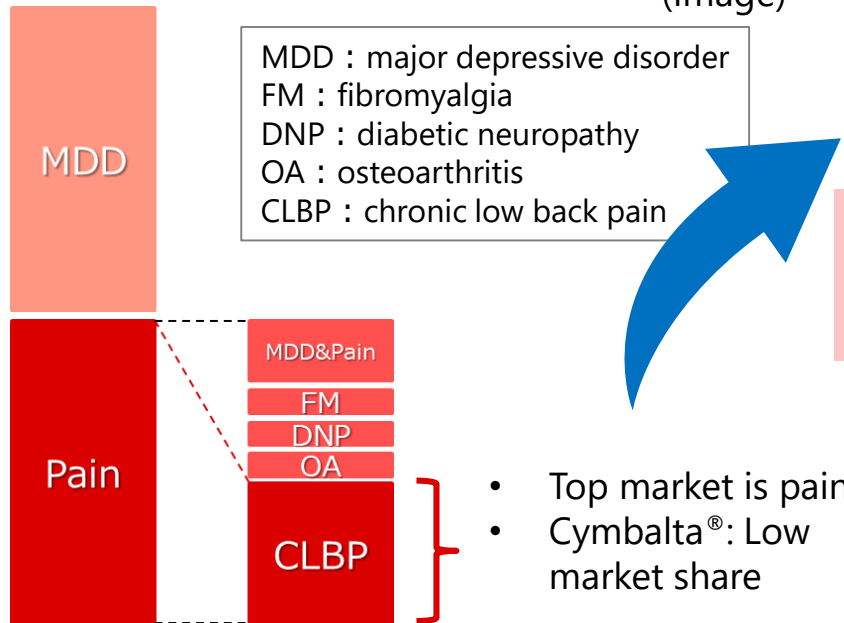 (image)
MDD：major depressive disorder
FM：fibromyalgia
DNP：diabetic neuropathy
OA：osteoarthritis
CLBP：chronic low back pain
MDD
MDD&Pain
FM
DNP
OA
Pain
CLBP
• Top market is pain
• Cymbalta®: Low
market share